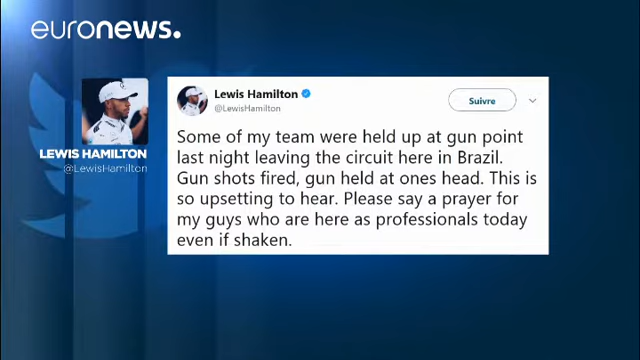 euronews.
Lewis Hamilton
@LewisHamilton
Suivre
LEWIS HAMILTON
@LewisHamilton
Some of my team were held up at gun point
last night leaving the circuit here in Brazil.
Gun shots fired, gun held at ones head. This is
so upsetting to hear. Please say a prayer for
my guys who are here as professionals today
even if shaken.